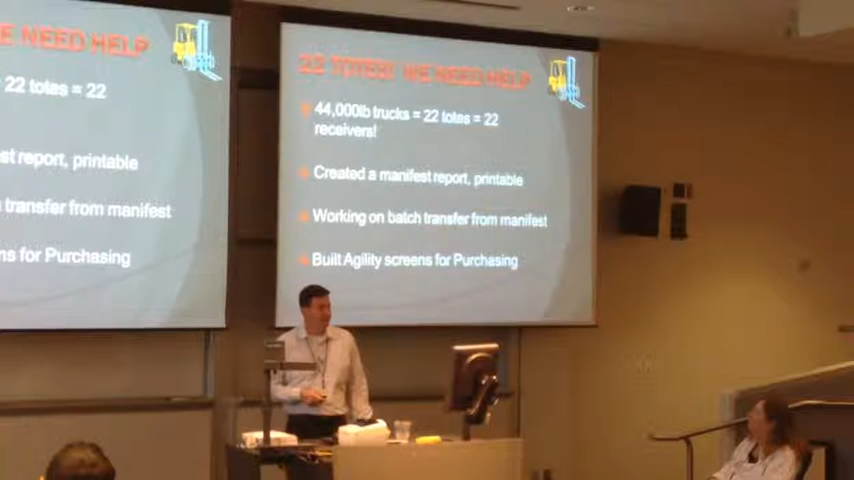 E NEED HELP
22 totes = 22
st report, printable
transfer from manifest
ns for Purchasing
22 TOTES! WE NEED HELP
44,000lb trucks = 22 totes = 22
receivers!
Created a manifest report, printable
Working on batch transfer from manifest
Built Agility screens for Purchasing